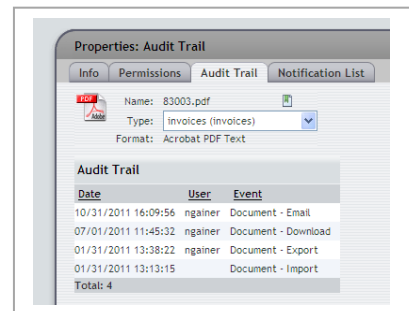 Properties: Audit Trail
Info Permissions Audit Trail Notification List
PDF
Adobe
Name: 83003.pdf
Type: invoices (invoices)
Format: Acrobat PDF Text
Audit Trail
Date User Event
10/31/2011 16:09:56 ngainer Document - Email
07/01/2011 11:45:32 ngainer Document - Download
01/31/2011 13:38:22 ngainer Document - Export
01/31/2011 13:13:15 Document - Import
Total: 4